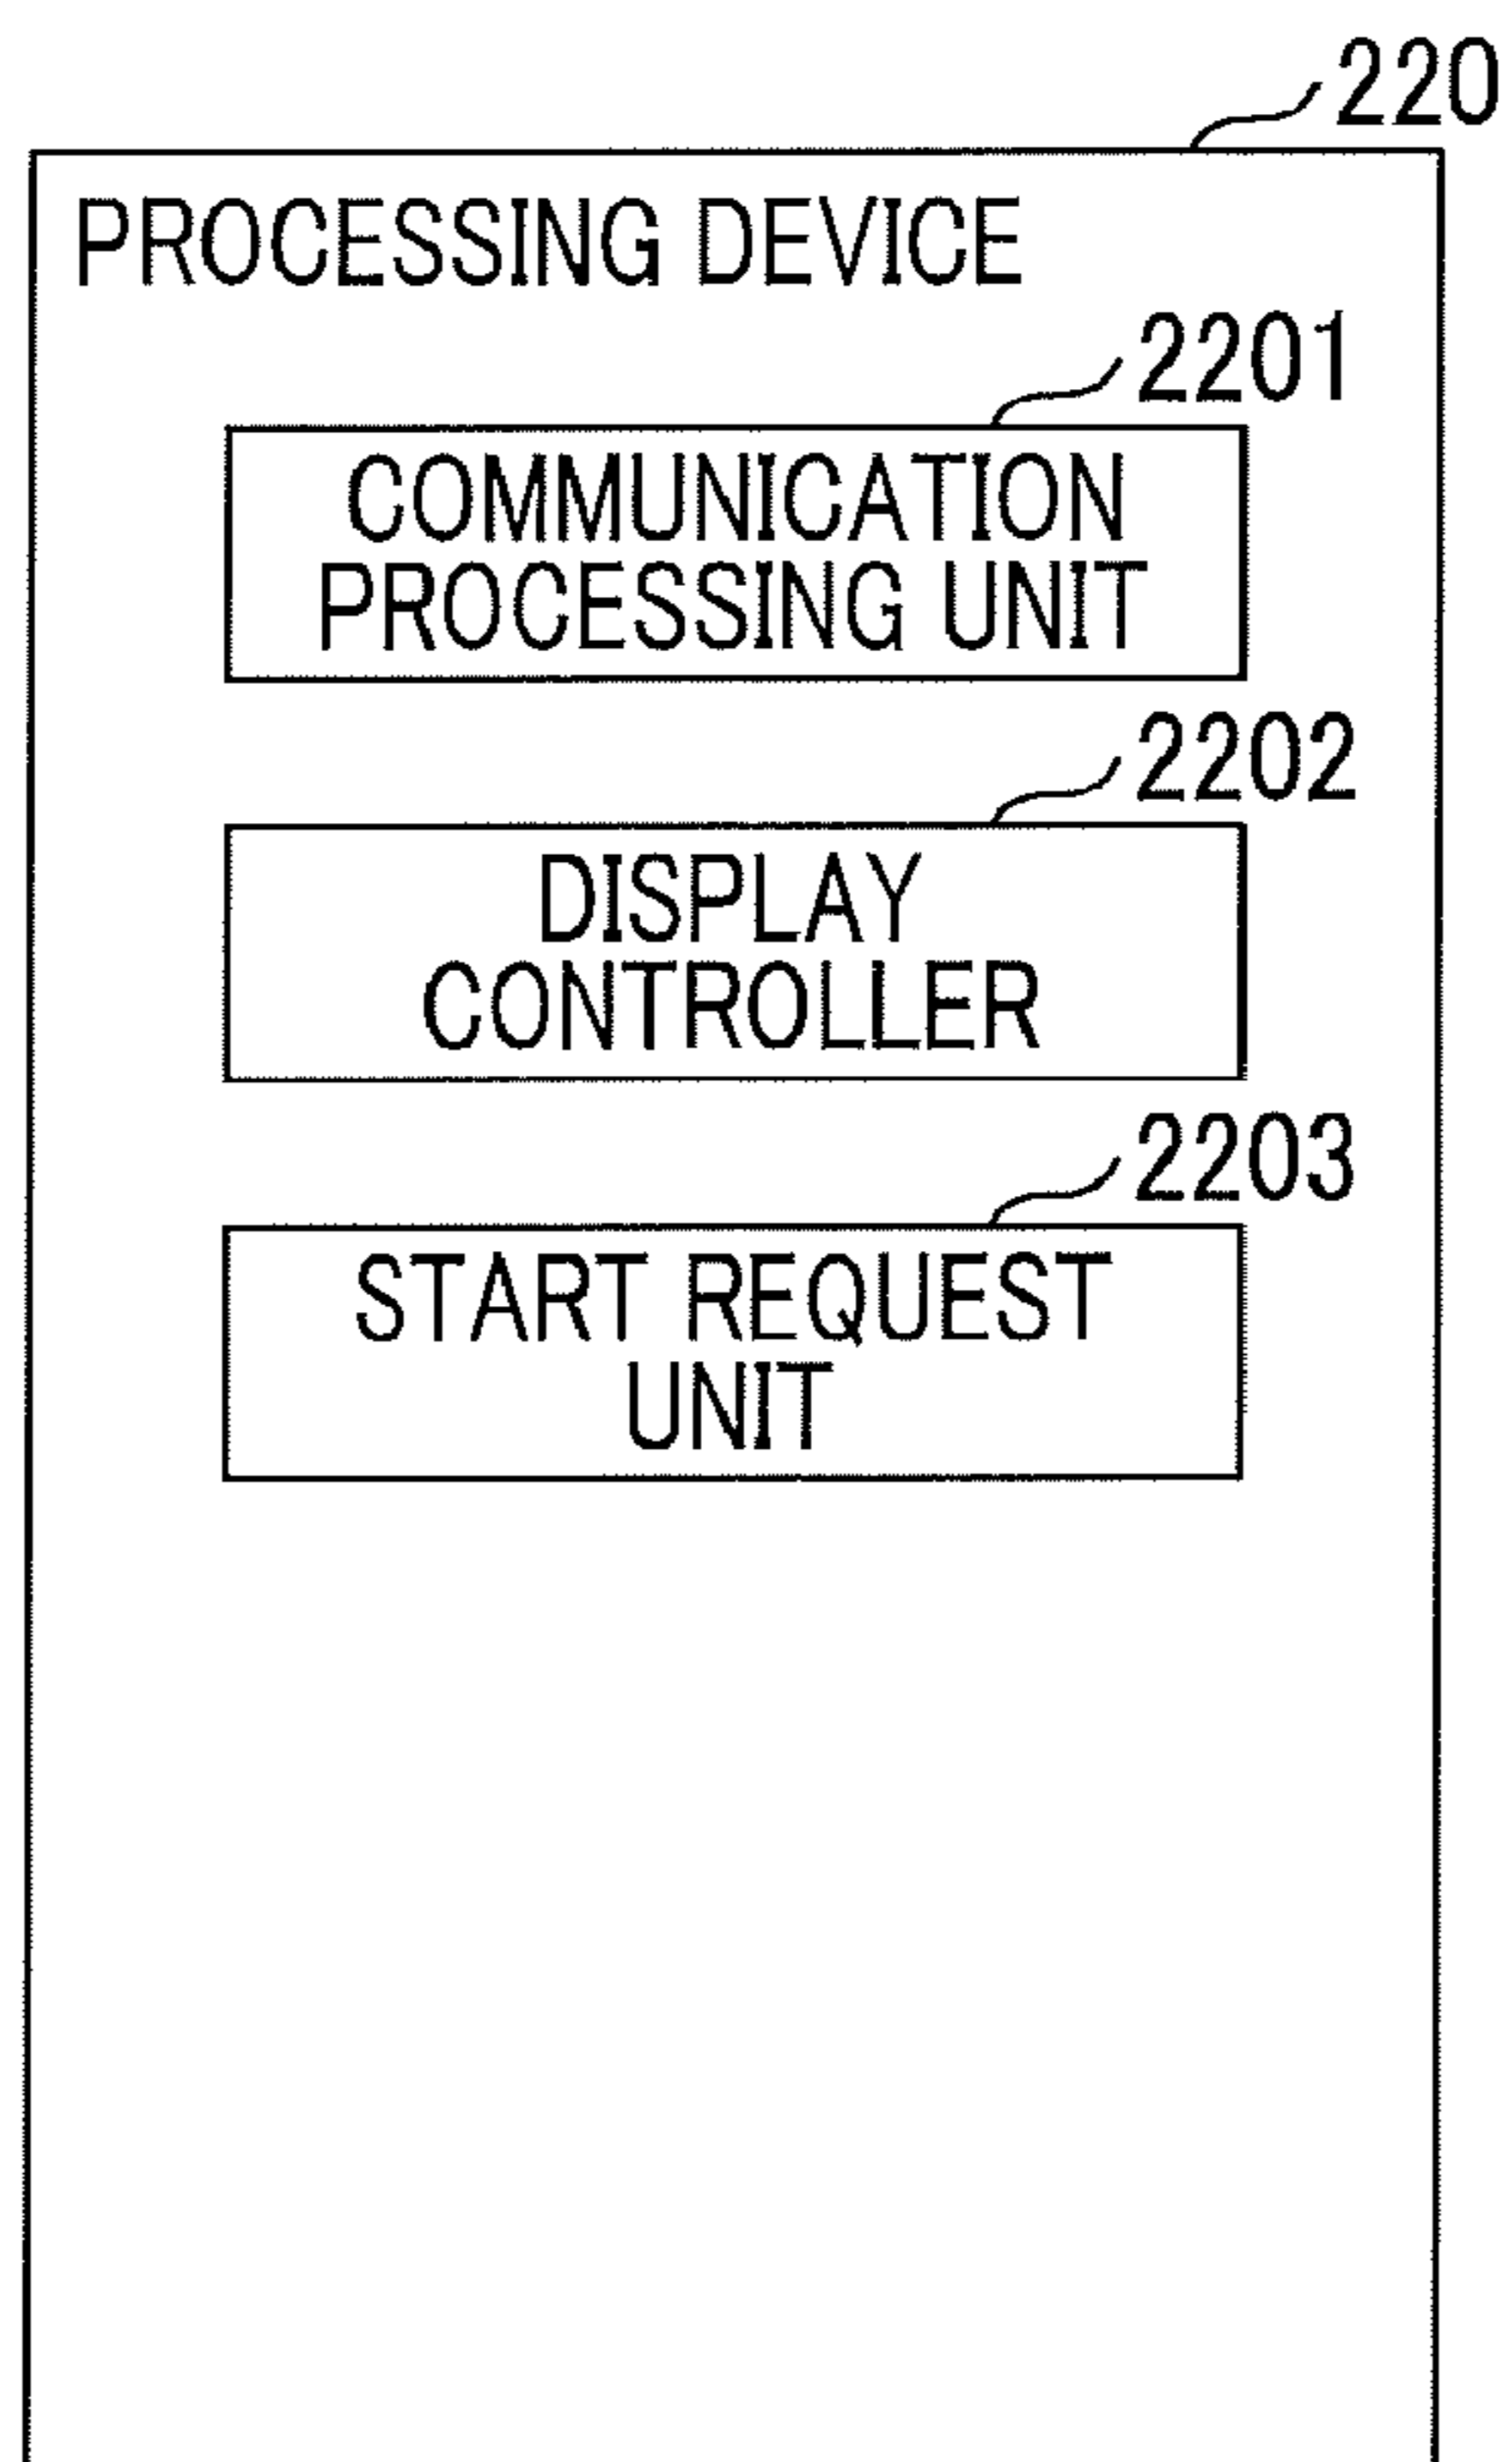 220
PROCESSING DEVICE
2201
COMMUNICATION
PROCESSING UNIT
2202
DISPLAY
CONTROLLER
2203
START REQUEST
UNIT